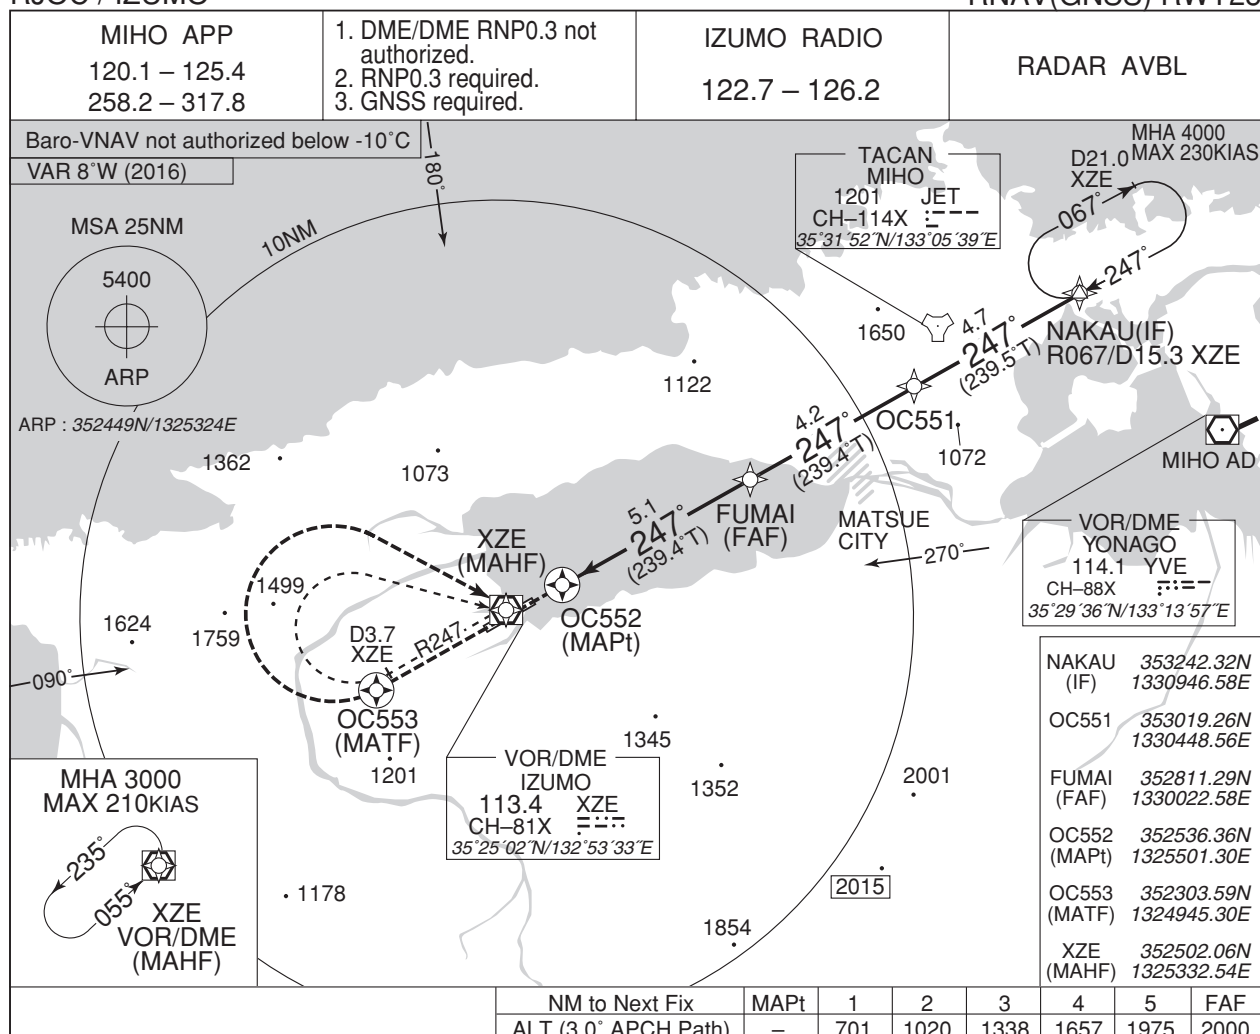 MIHO APP
120.1 – 125.4
258.2 – 317.8
1. DME/DME RNP0.3 not
authorized.
2. RNP0.3 required.
3. GNSS required.
IZUMO RADIO
122.7 – 126.2
RADAR AVBL
Baro-VNAV not authorized below -10˚C
VAR 8˚W (2016)
180˚
MSA 25NM
5400
ARP
ARP : 352449N/1325324E
10NM
TACAN
MIHO
1201 JET
CH–114X
35˚31´52˝N/133˚05´39˝E
MHA 4000
MAX 230KIAS
D21.0
XZE
067˚
247˚
1650
4.7
247˚
(239.5˚T)
NAKAU(IF)
R067/D15.3 XZE
1122
OC551
4.2
247˚
(239.4˚T)
1072
MIHO AD
1362
1073
5.1
247˚
(239.4˚T)
FUMAI
(FAF)
MATSUE
CITY
270˚
VOR/DME
YONAGO
114.1 YVE
CH–88X
35˚29´36˝N/133˚13´57˝E
XZE
(MAHF)
1499
OC552
(MAPt)
1624
1759
D3.7
XZE
R247
090˚
OC553
(MATF)
1201
1345
1352
2001
VOR/DME
IZUMO
113.4 XZE
CH–81X
35˚25´02˝N/132˚53´33˝E
MHA 3000
MAX 210KIAS
235˚
055˚
XZE
VOR/DME
(MAHF)
1178
2015
1854
NAKAU 353242.32N
(IF) 1330946.58E
OC551 353019.26N
1330448.56E
FUMAI 352811.29N
(FAF) 1330022.58E
OC552 352536.36N
(MAPt) 1325501.30E
OC553 352303.59N
(MATF) 1324945.30E
XZE 352502.06N
(MAHF) 1325332.54E
NM to Next Fix MAPt 1 2 3 4 5 FAF
ALT (3.0˚ APCH Path) – 701 1020 1338 1657 1975 2000